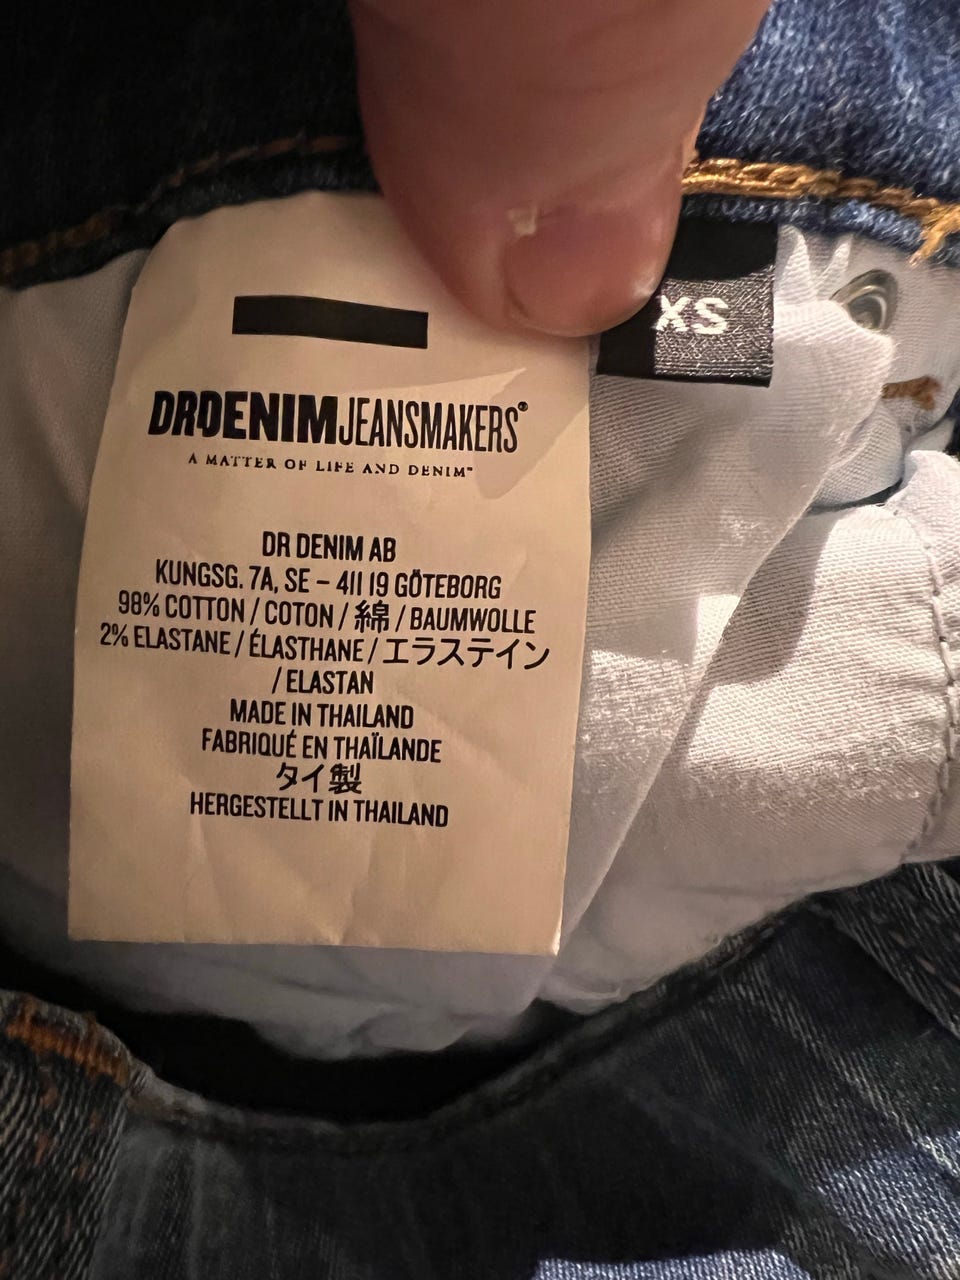 DRDENIMJEANSMAKERS®
A MATTER OF LIFE AND DENIM™
XS
DR DENIM AB
KUNGSG. 7A, SE – 411 19 GÖTEBORG
98% COTTON / COTON / 綿 / BAUMWOLLE
2% ELASTANE / ÉLASTHANE / エラステイン
/ ELASTAN
MADE IN THAILAND
FABRIQUÉ EN THAÏLANDE
タイ製
HERGESTELLT IN THAILAND